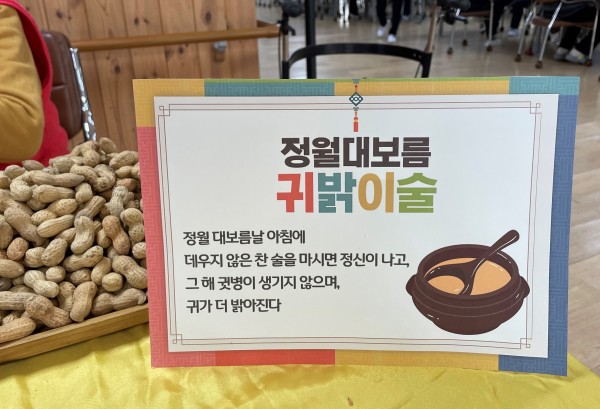 정월대보름
귀밝이술
정월 대보름날 아침에
데우지 않은 찬 술을 마시면 정신이 나고,
그 해 귓병이 생기지 않으며,
귀가 더 밝아진다